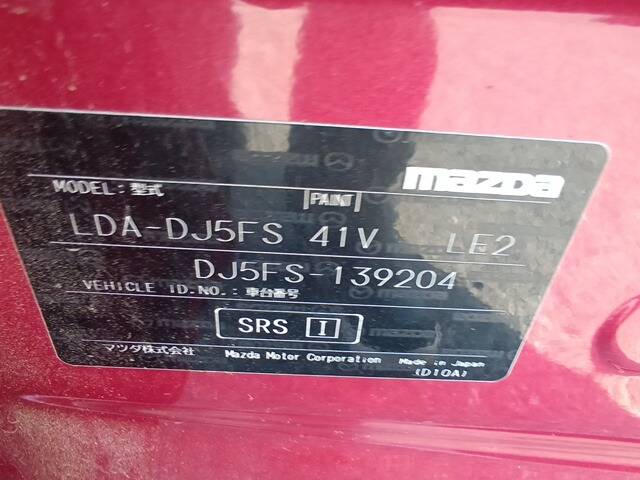 mazda
MODEL:型式 PAINT
LDA-DJ5FS 41V LE2
DJ5FS-139204
VEHICLE ID.NO.:車台番号
SRS I
マツダ株式会社 Mazda Motor Corporation Made in Japan
(D10A)